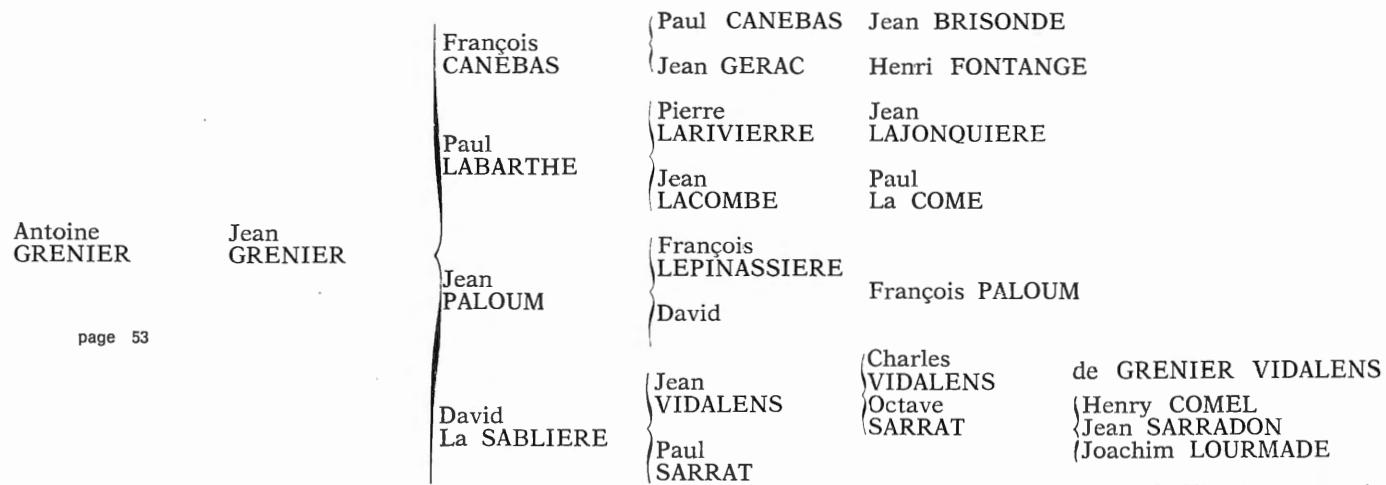 Paul CANEBAS Jean BRISONDE
François
CANEBAS
Jean GERAC Henri FONTANGE
Pierre Jean
LARIVIERRE LAJONQUIERE
Paul
LABARTHE
Jean Paul
LACOMBE La COME
Antoine Jean
GRENIER GRENIER
François
LEPINASSIERE
Jean
PALOUM
François PALOUM
David
page 53
Charles
VIDALENS de GRENIER VIDALENS
Jean
VIDALENS
Octave
SARRAT
Henry COMEL
Jean SARRADON
Joachim LOURMADE
David
La SABLIERE
Paul
SARRAT